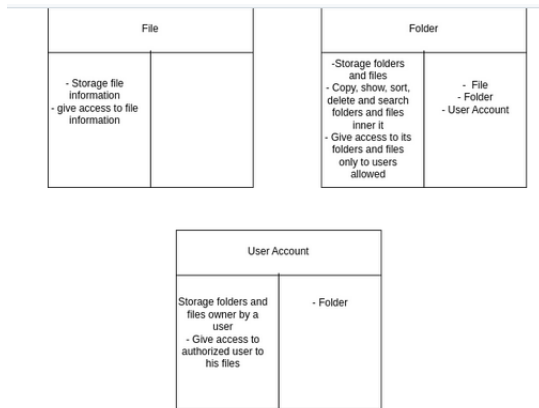 File
- Storage file
information
- give access to file
information
Folder
-Storage folders
and files
- Copy, show, sort,
delete and search
folders and files
inner it
- Give access to its
folders and files
only to users
allowed
- File
- Folder
- User Account
User Account
Storage folders and
files owner by a
user
- Give access to
authorized user to
his files
- Folder